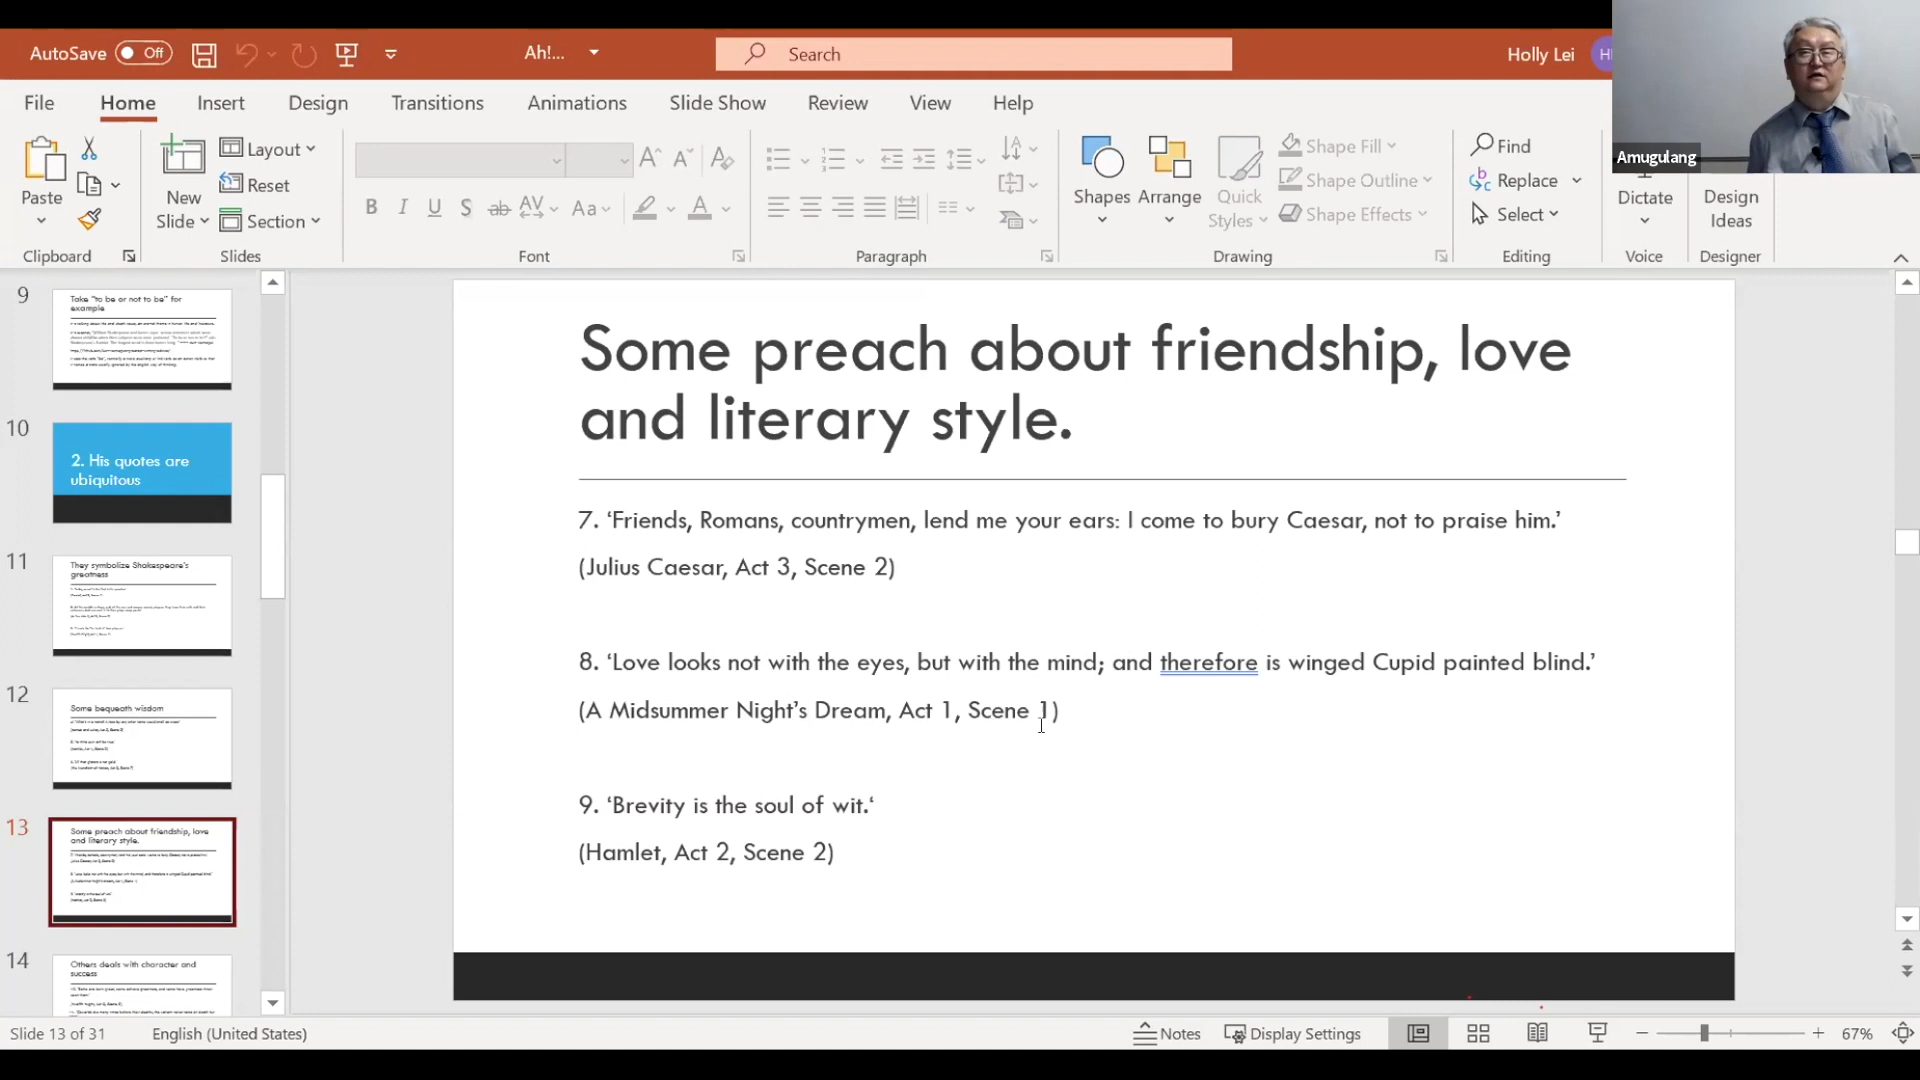 AutoSave Off
Ah!...
Search
Holly Lei
Amugulang
File Home Insert Design Transitions Animations Slide Show Review View Help
Paste
Clipboard
New Slide
Layout
Reset
Section
Slides
Font
Paragraph
Shapes
Arrange
Quick Styles
Shape Fill
Shape Outline
Shape Effects
Drawing
Find
Replace
Select
Editing
Dictate
Voice
Design Ideas
Designer
9
Take "to be or not to be" for
example
10
2. His quotes are
ubiquitous
11
They symbolize Shakespeare's
greatness
12
Some bequeath wisdom
13
Some preach about friendship, love
and literary style.
14
Others deals with character and
success
Some preach about friendship, love
and literary style.
7. ‘Friends, Romans, countrymen, lend me your ears: I come to bury Caesar, not to praise him.’
(Julius Caesar, Act 3, Scene 2)
8. ‘Love looks not with the eyes, but with the mind; and therefore is winged Cupid painted blind.’
(A Midsummer Night’s Dream, Act 1, Scene 1)
9. ‘Brevity is the soul of wit.‘
(Hamlet, Act 2, Scene 2)
Slide 13 of 31
English (United States)
Notes
Display Settings
67%